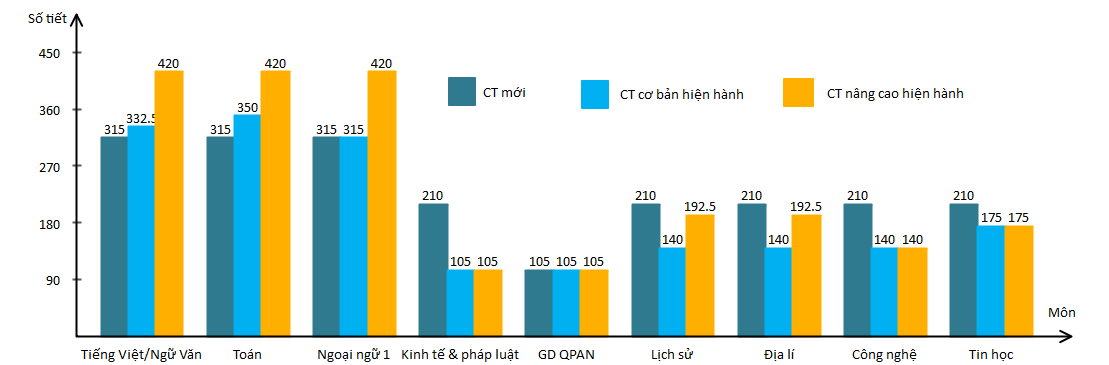 Số tiết
450
360
270
180
90
CT mới
CT cơ bản hiện hành
CT nâng cao hiện hành
315 332.5 420
315 350 420
315 315 420
210 105 105
105 105 105
210 140 192.5
210 140 192.5
210 140 140
210 175 175
Môn
Tiếng Việt/Ngữ Văn
Toán
Ngoại ngữ 1
Kinh tế & pháp luật
GD QPAN
Lịch sử
Địa lí
Công nghệ
Tin học